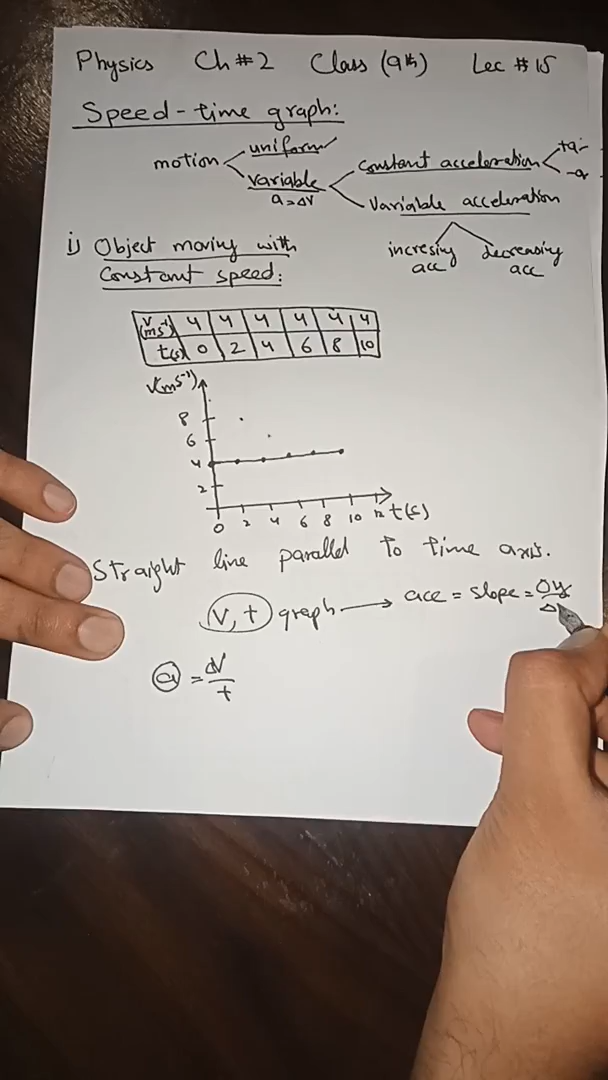 Physics Ch #2 Class (9th) Lec # 15
Speed-time graph:
motion uniform
variable
a=ΔV
Constant acceleration +a
-a
Variable acceleration
incresing acc
decreasing acc
i) Object moving with
Constant speed:
V(ms⁻¹) 4 4 4 4 4 4
t(s) 0 2 4 6 8 10
V(ms⁻¹)
8
6
4
2
0 2 4 6 8 10 12 t(s)
Straight line parallel to time axis.
(V, t) graph → acc = slope = Δy/Δ
a = ΔV/t